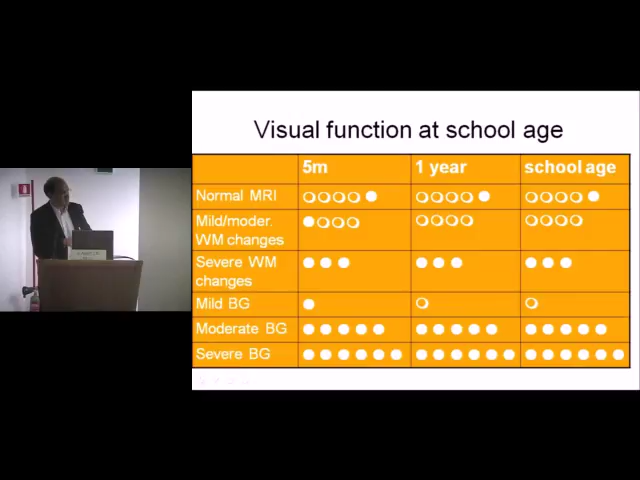 Visual function at school age
5m 1 year school age
Normal MRI
Mild/moder.
WM changes
Severe WM
changes
Mild BG
Moderate BG
Severe BG